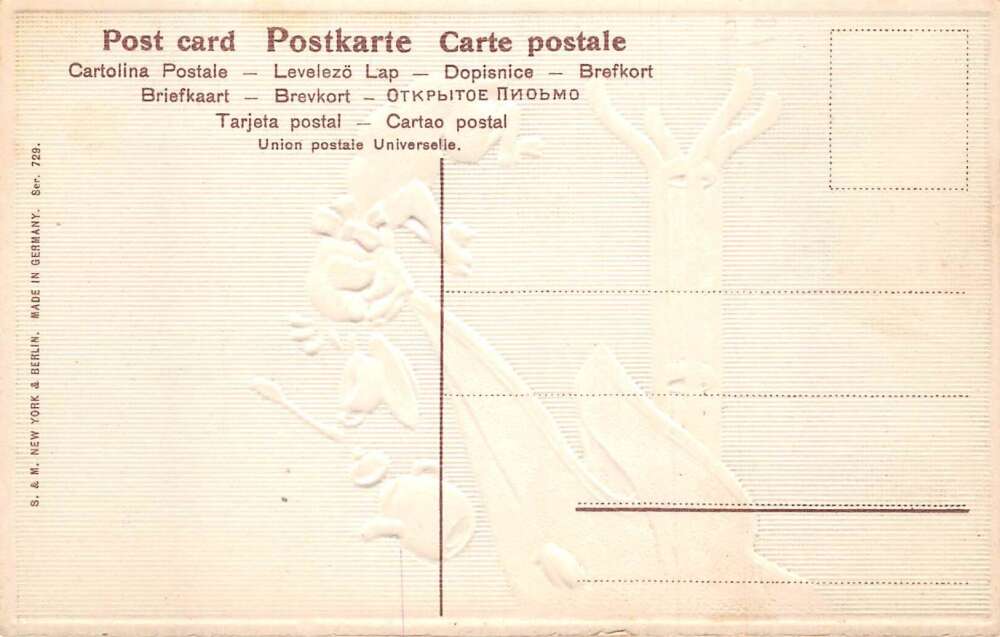 Post card Postkarte Carte postale
Cartolina Postale — Levelezö Lap — Dopisnice — Brefkort
Briefkaart — Brevkort — ОТКРЫТОЕ ПИСЬМО
Tarjeta postal — Cartao postal
Union postale Universelle.
S. & M. NEW YORK & BERLIN. MADE IN GERMANY. Ser. 729.